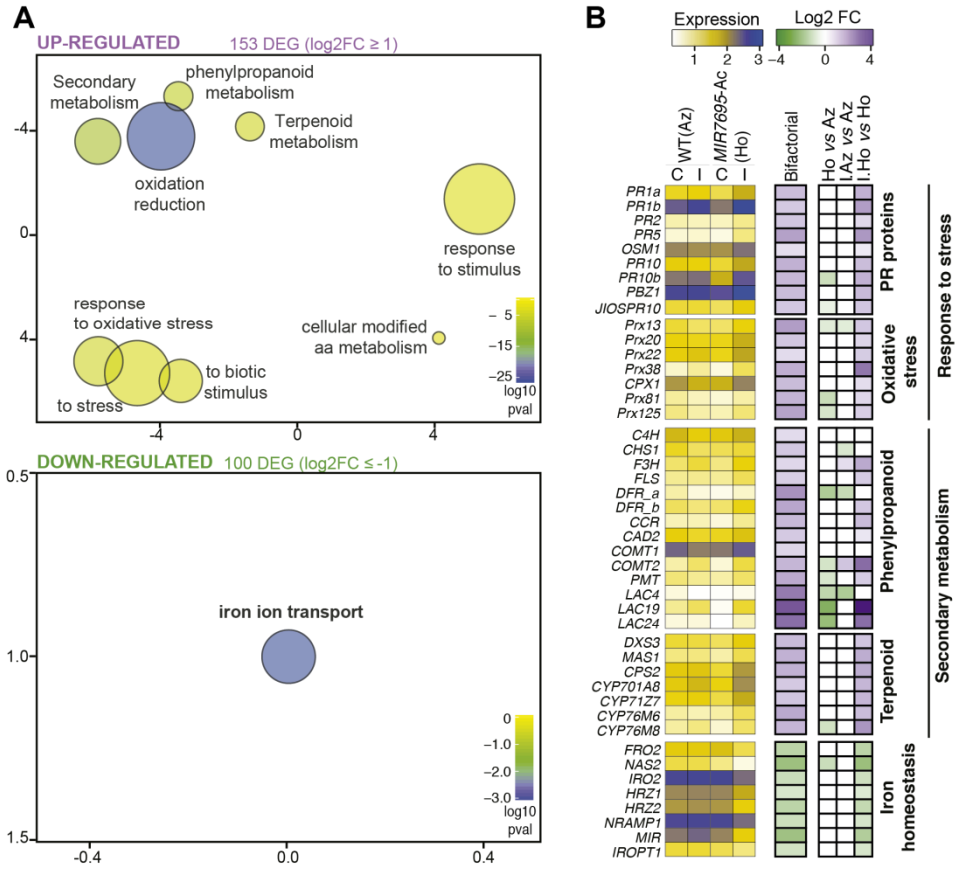 A
UP-REGULATED 153 DEG (log2FC ≥ 1)
phenylpropanoid
metabolism
Secondary
metabolism
Terpenoid
metabolism
oxidation
reduction
response
to stimulus
response
to oxidative stress
cellular modified
aa metabolism
to biotic
stimulus
to stress
-4
0
4
-4
0
4
- 5
-15
-25
log10
pval
DOWN-REGULATED 100 DEG (log2FC ≤ -1)
0.5
1.0
1.5
iron ion transport
0
-1.0
-2.0
-3.0
log10
pval
-0.4
0.0
0.4
B
Expression
1 2 3
Log2 FC
-4 0 4
WT(Az)
MIR7695-Ac
(Ho)
C I C I
Bifactorial
Ho vs Az
I.Az vs Az
I.Ho vs Ho
PR1a
PR1b
PR2
PR5
OSM1
PR10
PR10b
PBZ1
JIOSPR10
PR proteins
Prx13
Prx20
Prx22
Prx38
CPX1
Prx81
Prx125
Oxidative
stress
Response to stress
C4H
CHS1
F3H
FLS
DFR_a
DFR_b
CCR
CAD2
COMT1
COMT2
PMT
LAC4
LAC19
LAC24
Phenylpropanoid
DXS3
MAS1
CPS2
CYP701A8
CYP71Z7
CYP76M6
CYP76M8
Terpenoid
Secondary metabolism
FRO2
NAS2
IRO2
HRZ1
HRZ2
NRAMP1
MIR
IROPT1
Iron
homeostasis